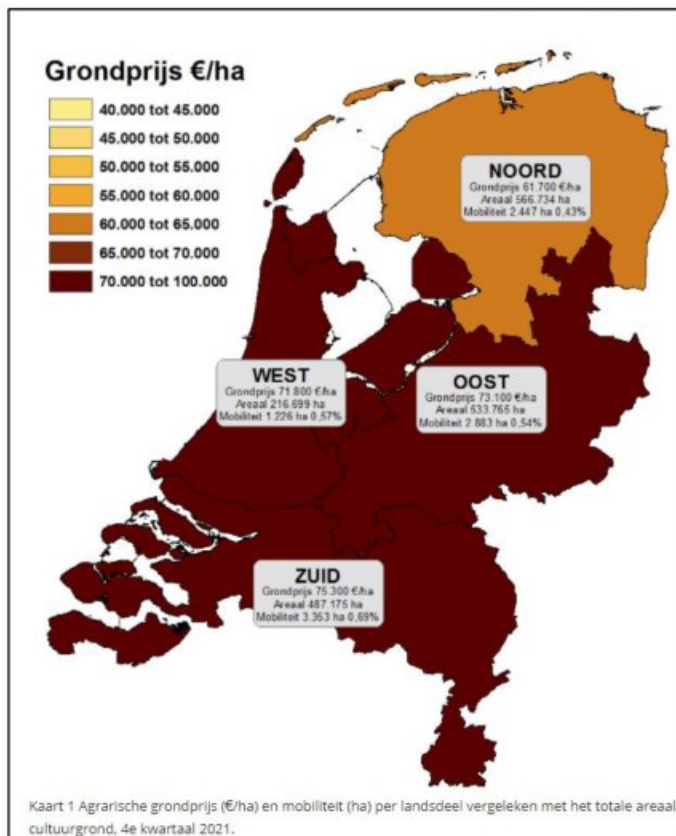 Grondprijs €/ha
40.000 tot 45.000
45.000 tot 50.000
50.000 tot 55.000
55.000 tot 60.000
60.000 tot 65.000
65.000 tot 70.000
70.000 tot 100.000
NOORD
Grondprijs 61.700 €/ha
Areaal 566.734 ha
Mobiliteit 2.447 ha 0,43%
WEST
Grondprijs 71.800 €/ha
Areaal 216.699 ha
Mobiliteit 1.226 ha 0,57%
OOST
Grondprijs 73.100 €/ha
Areaal 533.765 ha
Mobiliteit 2.883 ha 0,54%
ZUID
Grondprijs 75.300 €/ha
Areaal 487.175 ha
Mobiliteit 3.353 ha 0,69%
Kaart 1 Agrarische grondprijs (€/ha) en mobiliteit (ha) per landsdeel vergeleken met het totale areaal
cultuurgrond, 4e kwartaal 2021.